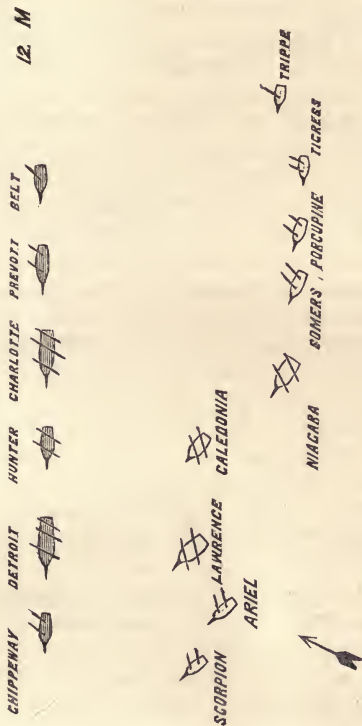 12. M
BELT
PREVOTT
CHARLOTTE
HUNTER
DETROIT
CHIPPEWAY
TRIPPE
TIGRESS
SOMERS, PORCUPINE
NIAGARA
CALEDONIA
LAWRENCE
ARIEL
SCORPION